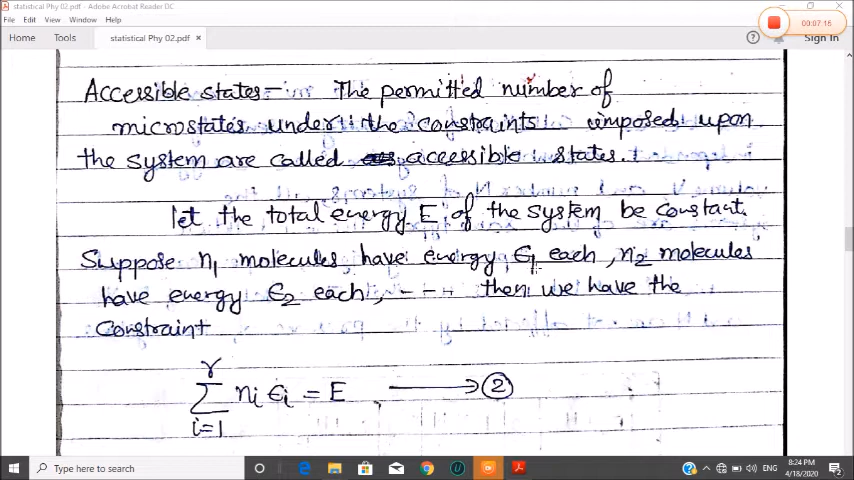 statistical Phy 02.pdf - Adobe Acrobat Reader DC
File Edit View Window Help
00:07:15
Home Tools statistical Phy 02.pdf × Sign In
Accessible states:- The permitted number of
microstates under the constraints imposed upon
the system are called accessible states.
let the total energy E of the system be constant.
Suppose n₁ molecules have energy ϵ₁ each, n₂ molecules
have energy ϵ₂ each, - - - then we have the
Constraint
r
∑ nᵢ ϵᵢ = E ⟶ ②
i=1
Type here to search
ENG 8:24 PM
4/18/2020 2